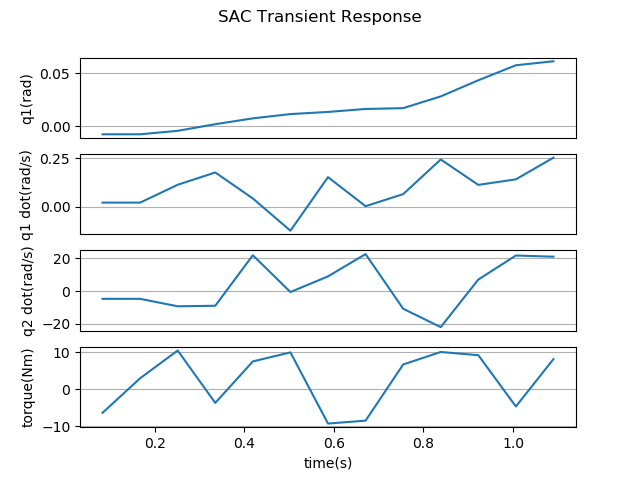 SAC Transient Response
q1(rad)
0.05
0.00
q1 dot(rad/s)
0.25
0.00
q2 dot(rad/s)
20
0
−20
torque(Nm)
10
0
−10
0.2 0.4 0.6 0.8 1.0
time(s)